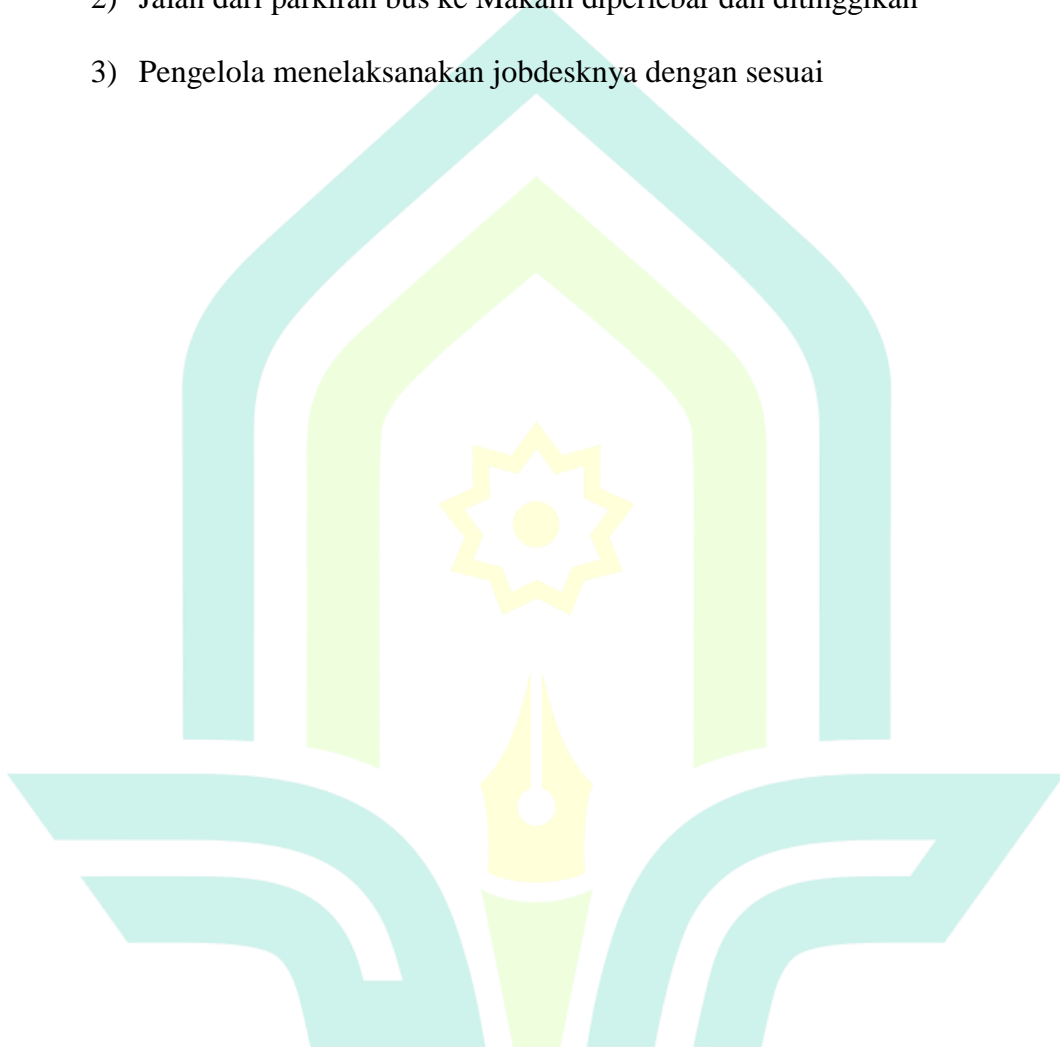 2) Jalan dari parkiran bus ke Makam diperlebar dan ditinggikan
3) Pengelola menelaksanakan jobdesknya dengan sesuai